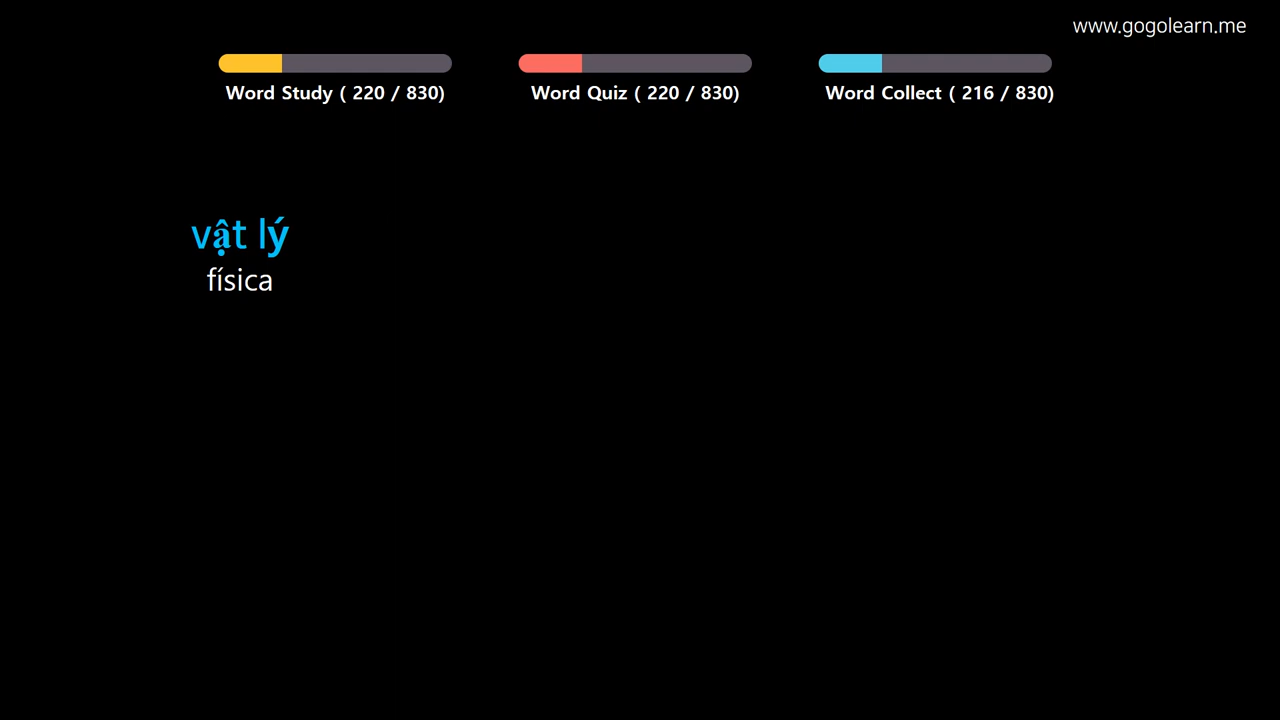 www.gogolearn.me
Word Study ( 220 / 830)
Word Quiz ( 220 / 830)
Word Collect ( 216 / 830)
vật lý
física